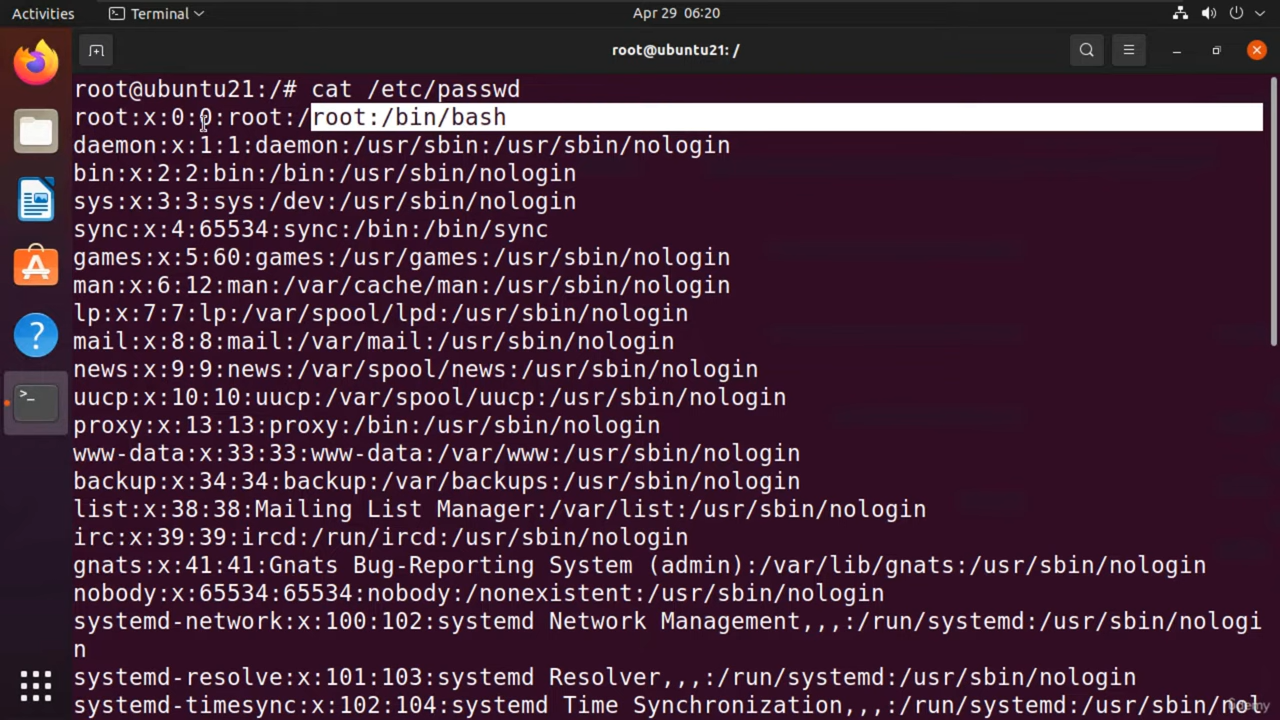 Activities Terminal Apr 29 06:20
root@ubuntu21: /
root@ubuntu21:/# cat /etc/passwd
root:x:0:0:root:/root:/bin/bash
daemon:x:1:1:daemon:/usr/sbin:/usr/sbin/nologin
bin:x:2:2:bin:/bin:/usr/sbin/nologin
sys:x:3:3:sys:/dev:/usr/sbin/nologin
sync:x:4:65534:sync:/bin:/bin/sync
games:x:5:60:games:/usr/games:/usr/sbin/nologin
man:x:6:12:man:/var/cache/man:/usr/sbin/nologin
lp:x:7:7:lp:/var/spool/lpd:/usr/sbin/nologin
mail:x:8:8:mail:/var/mail:/usr/sbin/nologin
news:x:9:9:news:/var/spool/news:/usr/sbin/nologin
uucp:x:10:10:uucp:/var/spool/uucp:/usr/sbin/nologin
proxy:x:13:13:proxy:/bin:/usr/sbin/nologin
www-data:x:33:33:www-data:/var/www:/usr/sbin/nologin
backup:x:34:34:backup:/var/backups:/usr/sbin/nologin
list:x:38:38:Mailing List Manager:/var/list:/usr/sbin/nologin
irc:x:39:39:ircd:/run/ircd:/usr/sbin/nologin
gnats:x:41:41:Gnats Bug-Reporting System (admin):/var/lib/gnats:/usr/sbin/nologin
nobody:x:65534:65534:nobody:/nonexistent:/usr/sbin/nologin
systemd-network:x:100:102:systemd Network Management,,,:/run/systemd:/usr/sbin/nologi
n
systemd-resolve:x:101:103:systemd Resolver,,,:/run/systemd:/usr/sbin/nologin
systemd-timesync:x:102:104:systemd Time Synchronization,,,:/run/systemd:/usr/sbin/nol
Udemy